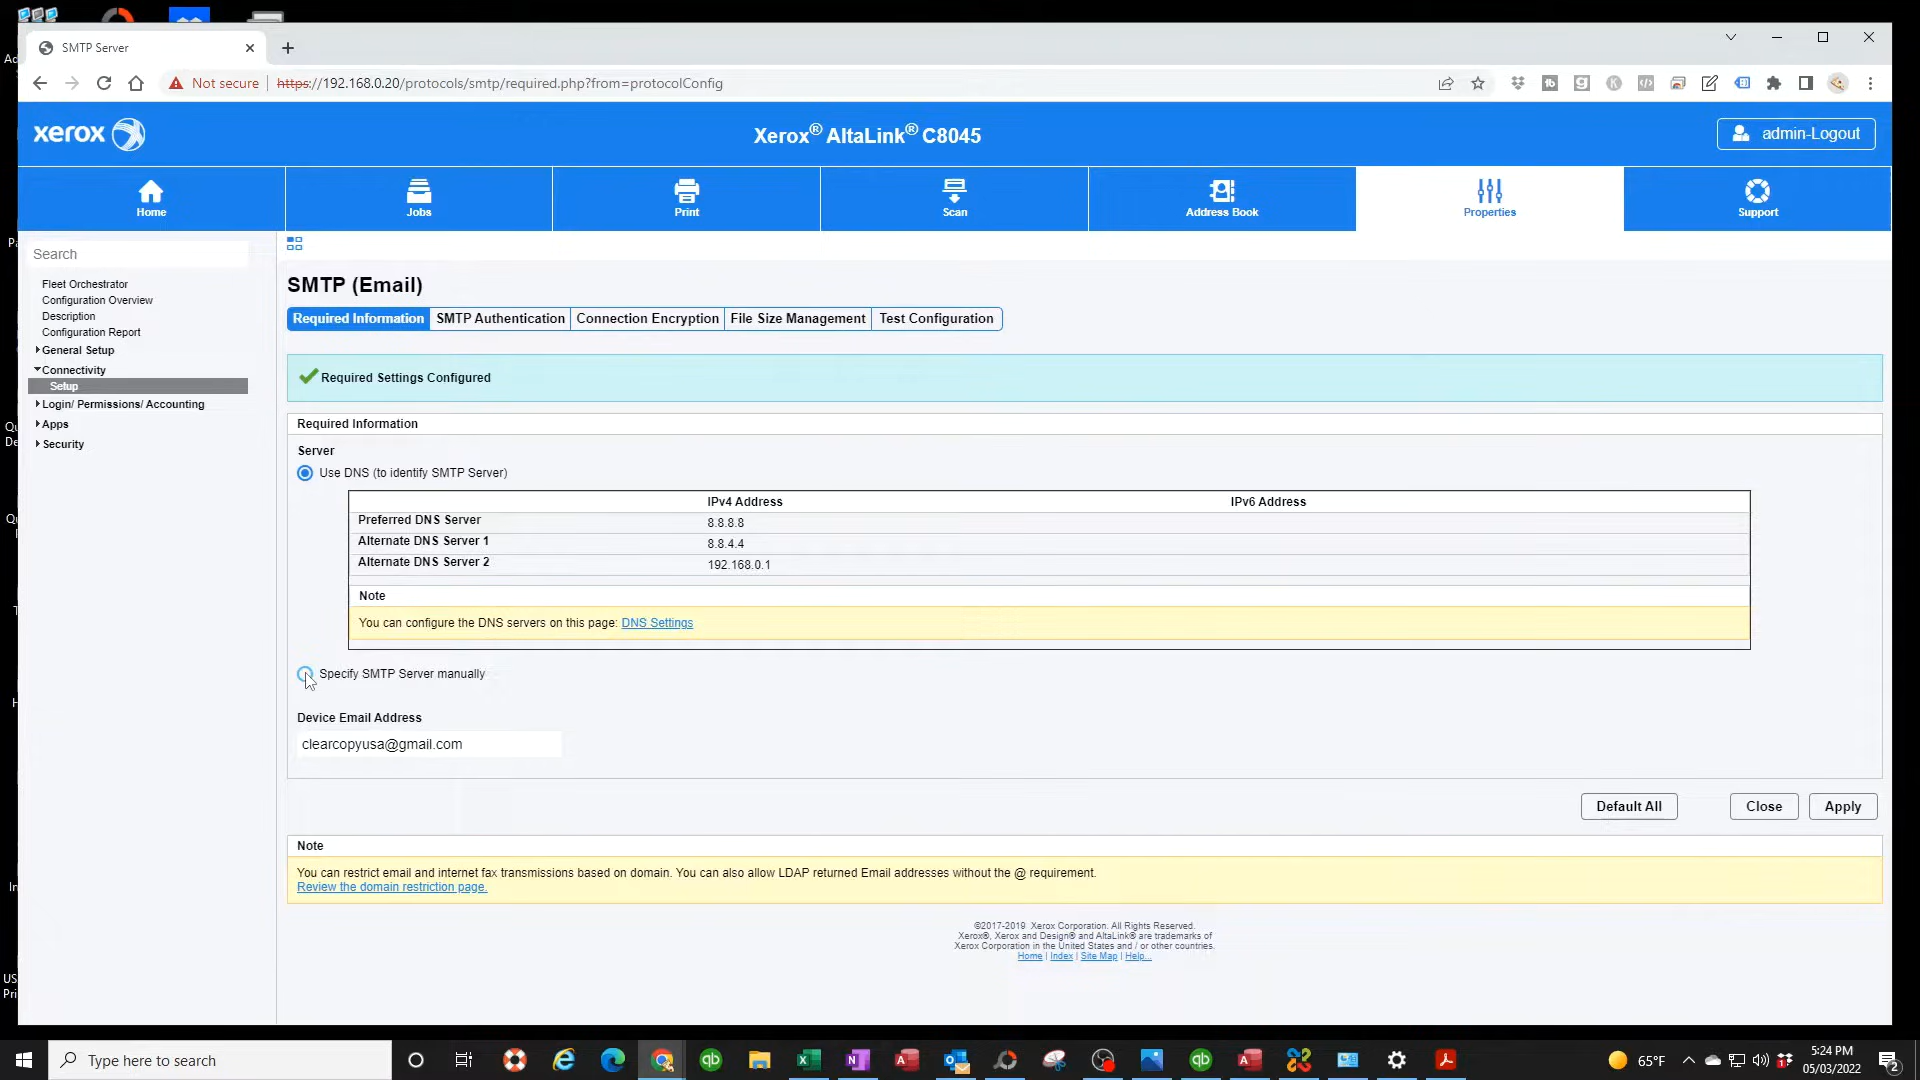 SMTP Server
Not secure
https://192.168.0.20/protocols/smtp/required.php?from=protocolConfig
xerox
Xerox® AltaLink® C8045
admin-Logout
Home
Jobs
Print
Scan
Address Book
Properties
Support
Search
Fleet Orchestrator
Configuration Overview
Description
Configuration Report
General Setup
Connectivity
Setup
Login/ Permissions/ Accounting
Apps
Security
SMTP (Email)
Required Information
SMTP Authentication
Connection Encryption
File Size Management
Test Configuration
Required Settings Configured
Required Information
Server
Use DNS (to identify SMTP Server)
IPv4 Address IPv6 Address
Preferred DNS Server 8.8.8.8
Alternate DNS Server 1 8.8.4.4
Alternate DNS Server 2 192.168.0.1
Note
You can configure the DNS servers on this page: DNS Settings
Specify SMTP Server manually
Device Email Address
clearcopyusa@gmail.com
Default All
Close
Apply
Note
You can restrict email and internet fax transmissions based on domain. You can also allow LDAP returned Email addresses without the @ requirement.
Review the domain restriction page.
©2017-2019 Xerox Corporation. All Rights Reserved.
Xerox®, Xerox and Design® and AltaLink® are trademarks of
Xerox Corporation in the United States and / or other countries.
Home | Index | Site Map | Help...
Type here to search
65°F
5:24 PM
05/03/2022
2